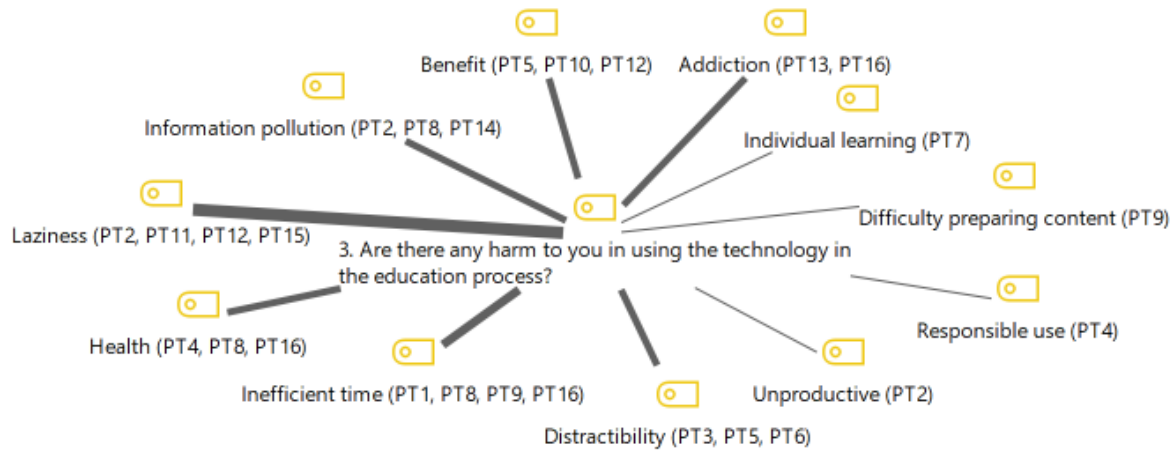 Benefit (PT5, PT10, PT12)
Addiction (PT13, PT16)
Information pollution (PT2, PT8, PT14)
Individual learning (PT7)
Laziness (PT2, PT11, PT12, PT15)
Difficulty preparing content (PT9)
3. Are there any harm to you in using the technology in
the education process?
Health (PT4, PT8, PT16)
Responsible use (PT4)
Inefficient time (PT1, PT8, PT9, PT16)
Unproductive (PT2)
Distractibility (PT3, PT5, PT6)